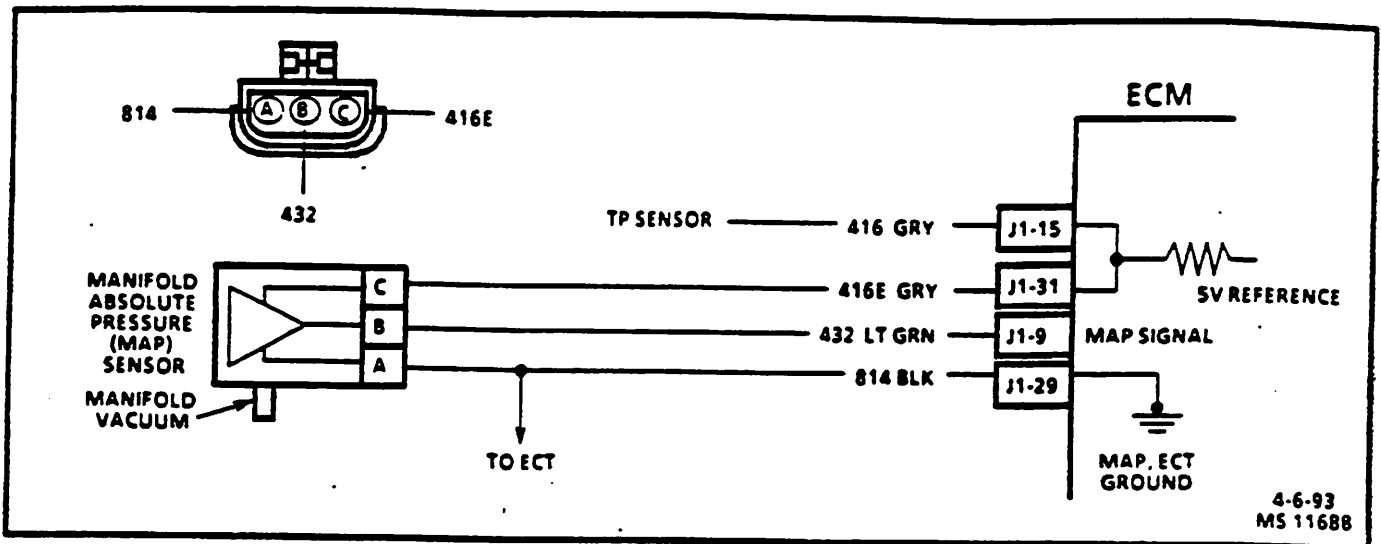 814
A B C
416E
432
ECM
TP SENSOR
416 GRY
J1-15
MANIFOLD
ABSOLUTE
PRESSURE
(MAP)
SENSOR
C
B
A
416E GRY
J1-31
5V REFERENCE
432 LT GRN
J1-9
MAP SIGNAL
814 BLK
J1-29
MANIFOLD
VACUUM
TO ECT
MAP, ECT
GROUND
4-6-93
MS 11688